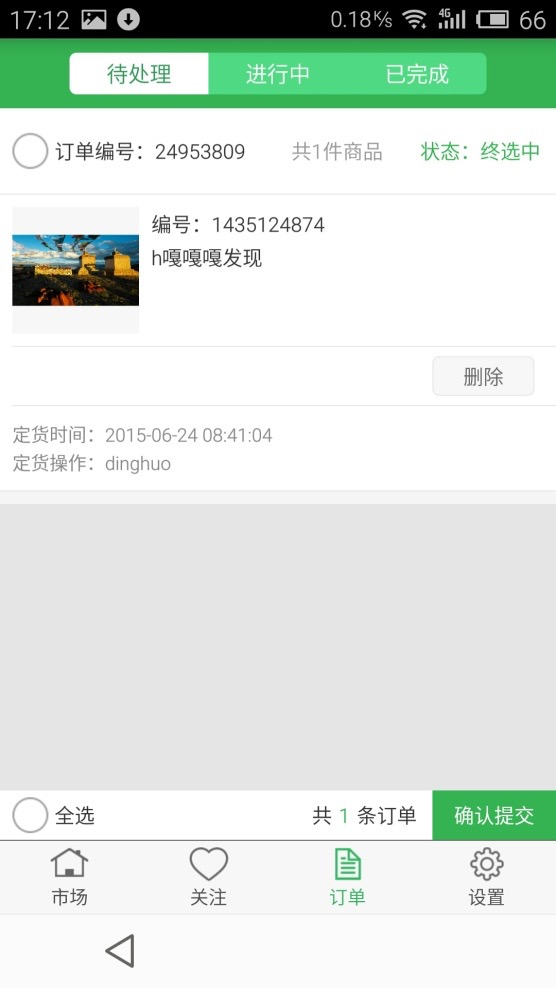 17:12 0.18K/s 4G 66
待处理 进行中 已完成
订单编号：24953809 共1件商品 状态：终选中
编号：1435124874
h嘎嘎嘎发现
删除
定货时间：2015-06-24 08:41:04
定货操作：dinghuo
全选 共 1 条订单 确认提交
市场 关注 订单 设置